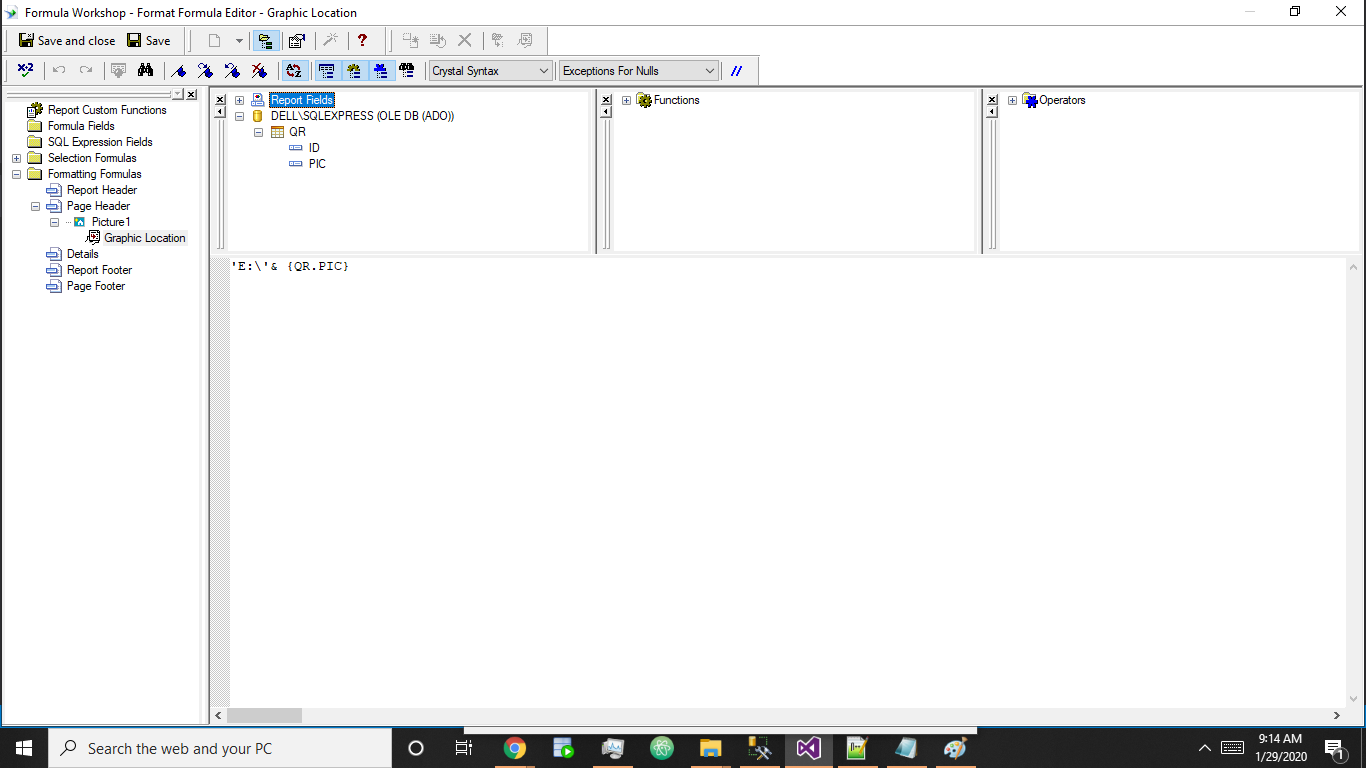 Formula Workshop - Format Formula Editor - Graphic Location
Save and close Save ?
x+2 A Z Crystal Syntax Exceptions For Nulls //
Report Custom Functions
Formula Fields
SQL Expression Fields
Selection Formulas
Formatting Formulas
Report Header
Page Header
Picture1
Graphic Location
Details
Report Footer
Page Footer
Report Fields
DELL\SQLEXPRESS (OLE DB (ADO))
QR
ID
PIC
Functions
Operators
'E:\'& {QR.PIC}
Search the web and your PC
9:14 AM
1/29/2020
1